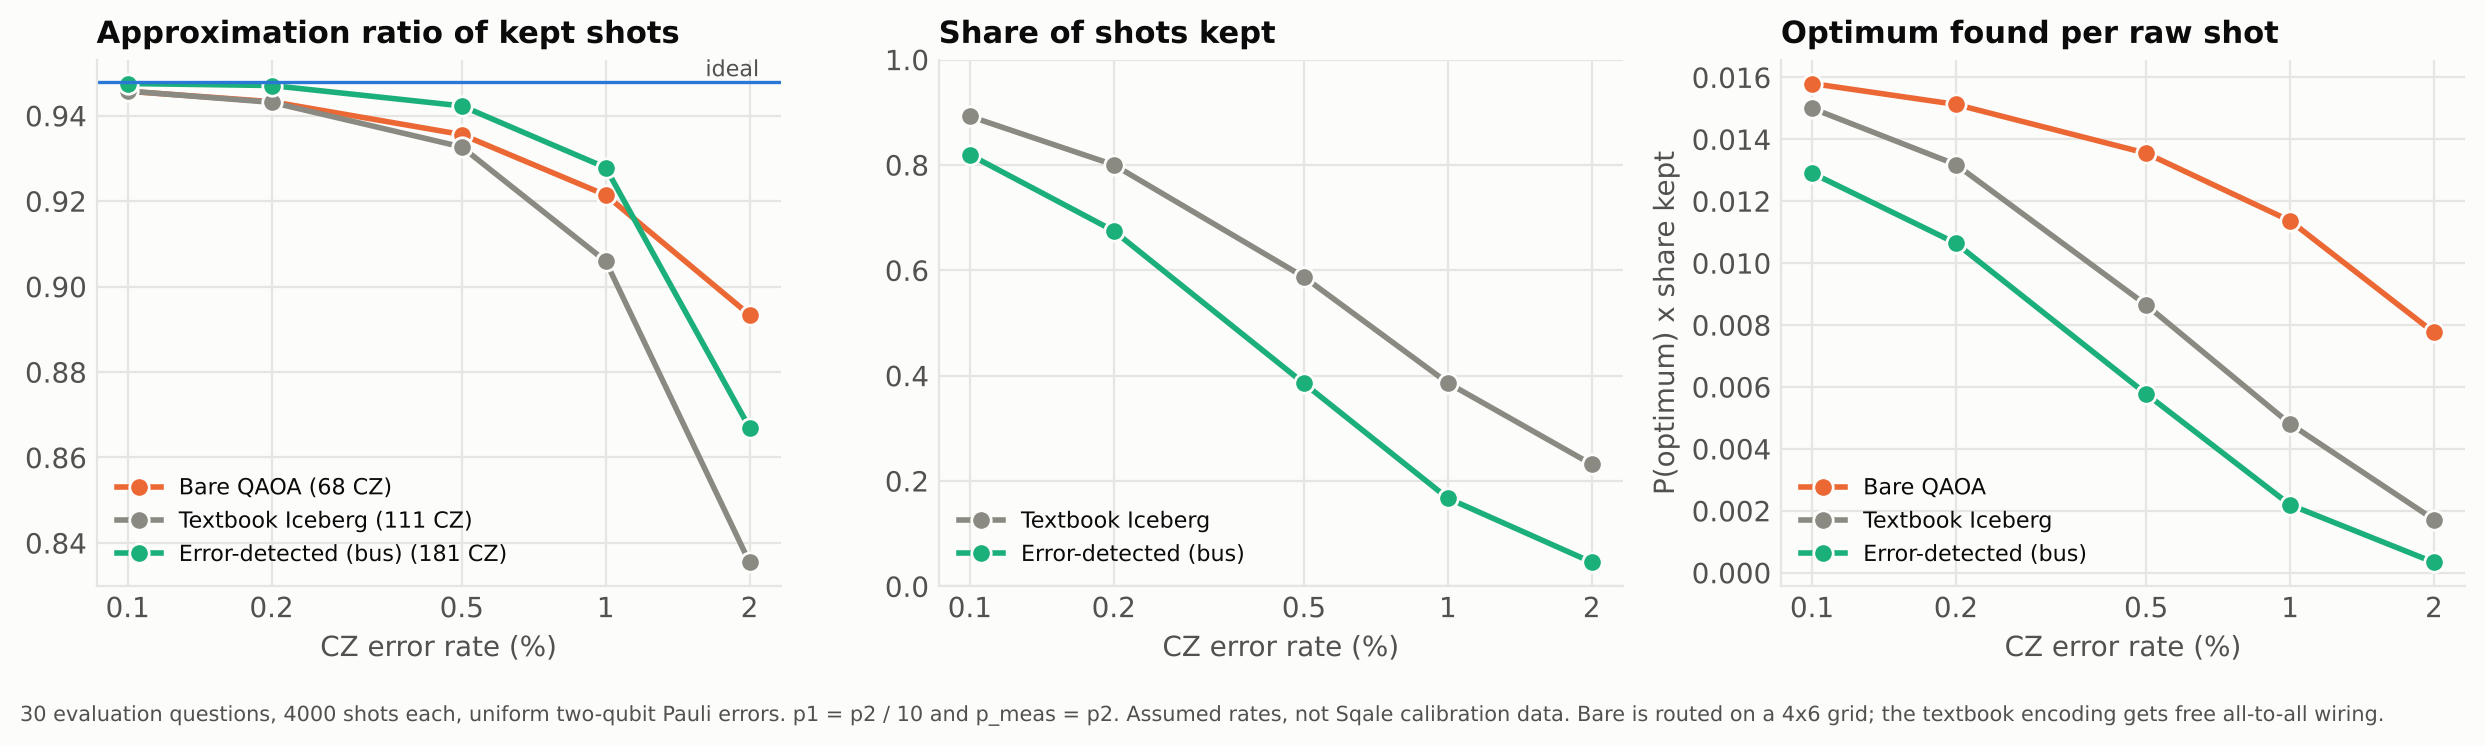 Approximation ratio of kept shots
ideal
0.94
0.92
0.90
0.88
0.86
0.84
Bare QAOA (68 CZ)
Textbook Iceberg (111 CZ)
Error-detected (bus) (181 CZ)
0.1 0.2 0.5 1 2
CZ error rate (%)
Share of shots kept
1.0
0.8
0.6
0.4
0.2
0.0
Textbook Iceberg
Error-detected (bus)
0.1 0.2 0.5 1 2
CZ error rate (%)
Optimum found per raw shot
P(optimum) x share kept
0.016
0.014
0.012
0.010
0.008
0.006
0.004
0.002
0.000
Bare QAOA
Textbook Iceberg
Error-detected (bus)
0.1 0.2 0.5 1 2
CZ error rate (%)
30 evaluation questions, 4000 shots each, uniform two-qubit Pauli errors. p1 = p2 / 10 and p_meas = p2. Assumed rates, not Sqale calibration data. Bare is routed on a 4x6 grid; the textbook encoding gets free all-to-all wiring.